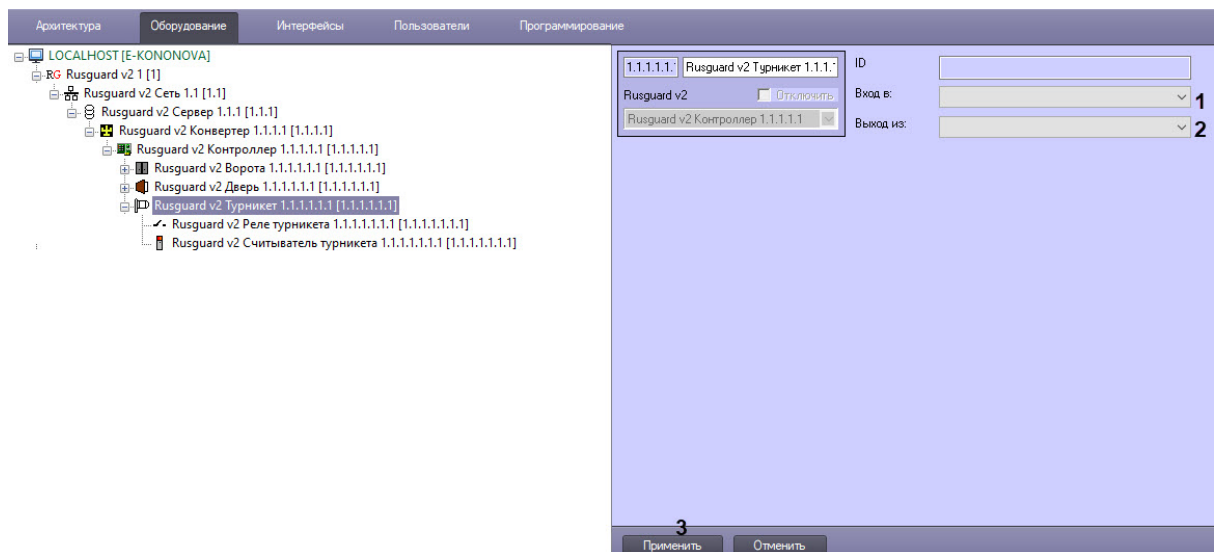 Архитектура Оборудование Интерфейсы Пользователи Программирование
LOCALHOST [E-KONONOVA]
RG Rusguard v2 1 [1]
Rusguard v2 Сеть 1.1 [1.1]
Rusguard v2 Сервер 1.1.1 [1.1.1]
Rusguard v2 Конвертер 1.1.1.1 [1.1.1.1]
Rusguard v2 Контроллер 1.1.1.1.1 [1.1.1.1.1]
Rusguard v2 Ворота 1.1.1.1.1.1 [1.1.1.1.1.1]
Rusguard v2 Дверь 1.1.1.1.1.1 [1.1.1.1.1.1]
Rusguard v2 Турникет 1.1.1.1.1.1 [1.1.1.1.1.1]
Rusguard v2 Реле турникета 1.1.1.1.1.1.1 [1.1.1.1.1.1.1]
Rusguard v2 Считыватель турникета 1.1.1.1.1.1.1 [1.1.1.1.1.1.1]
1.1.1.1.1. Rusguard v2 Турникет 1.1.1.
Rusguard v2 Отключить
Rusguard v2 Контроллер 1.1.1.1.1
ID
Вход в: 1
Выход из: 2
3
Применить Отменить